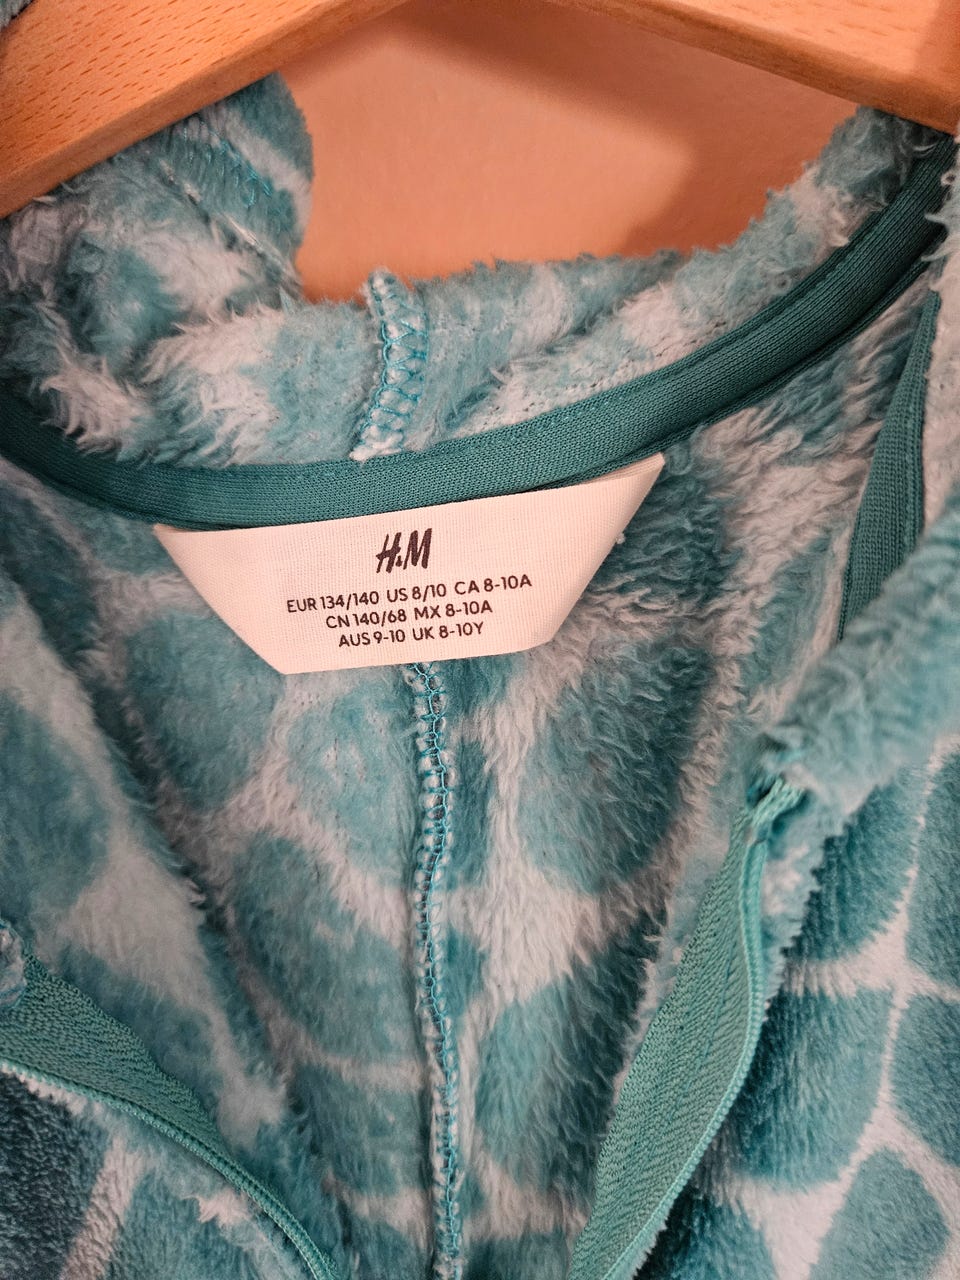 H&M
EUR 134/140 US 8/10 CA 8-10A
CN 140/68 MX 8-10A
AUS 9-10 UK 8-10Y